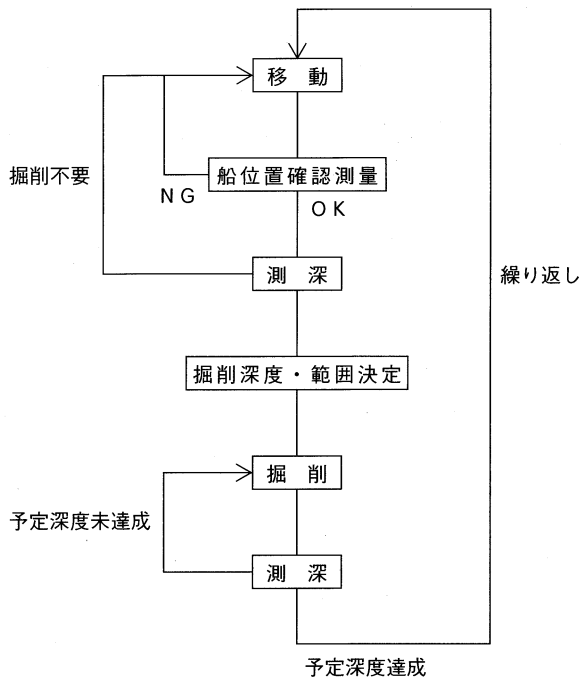 移動
掘削不要
船位置確認測量
NG
OK
測深
繰り返し
掘削深度・範囲決定
掘削
予定深度未達成
測深
予定深度達成